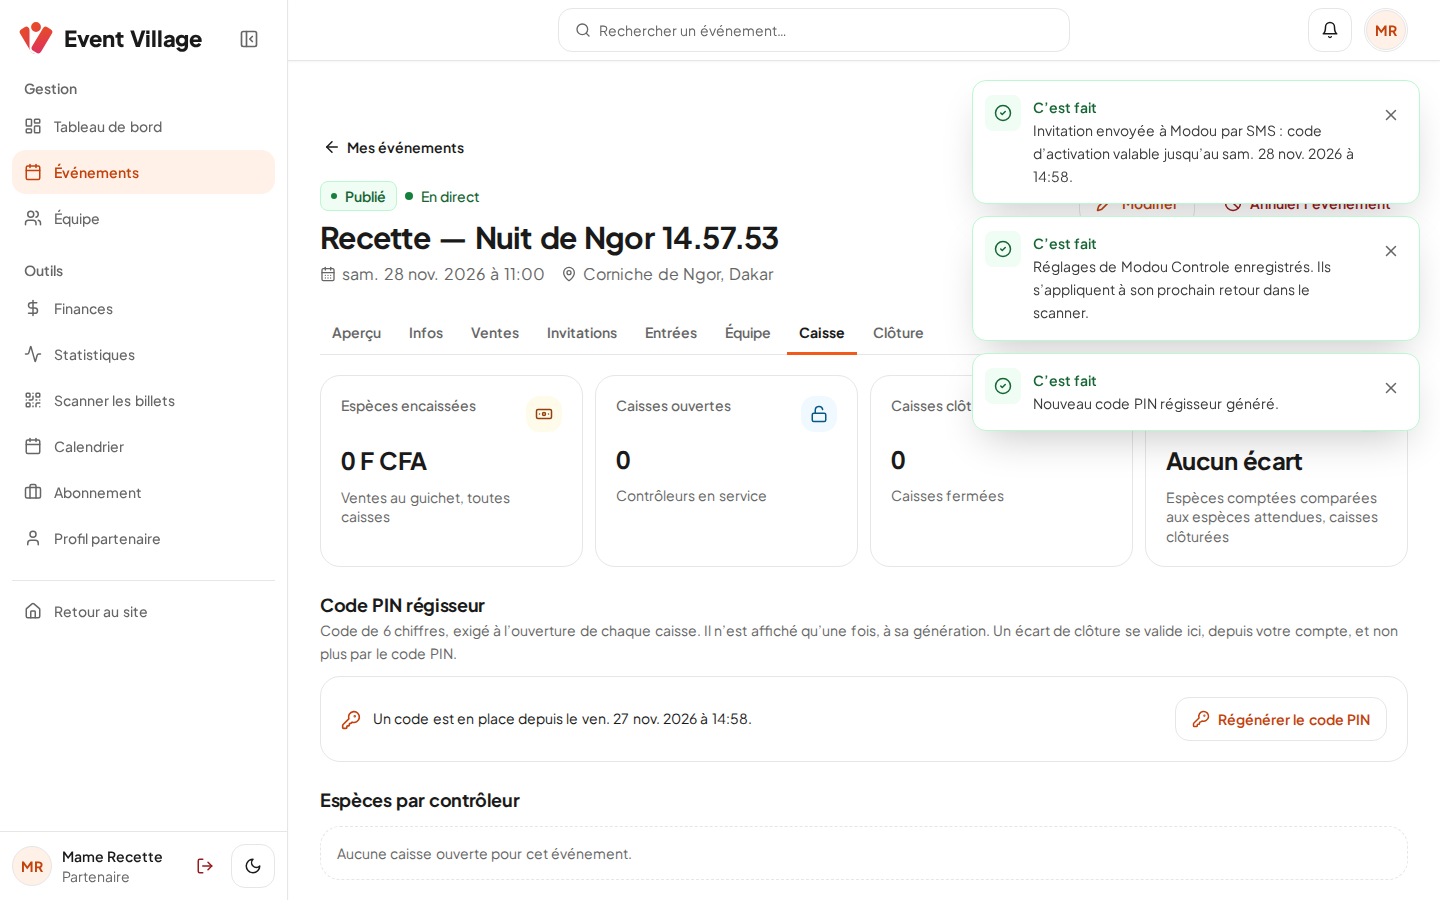 Event Village
Rechercher un événement...
MR
Gestion
Tableau de bord
Événements
Équipe
Outils
Finances
Statistiques
Scanner les billets
Calendrier
Abonnement
Profil partenaire
Retour au site
MR
Mame Recette
Partenaire
C'est fait
Invitation envoyée à Modou par SMS : code
d'activation valable jusqu'au sam. 28 nov. 2026 à
14:58.
C'est fait
Réglages de Modou Controle enregistrés. Ils
s'appliquent à son prochain retour dans le
scanner.
C'est fait
Nouveau code PIN régisseur généré.
Mes événements
Publié
En direct
Modifier
Annuler l'événement
Recette — Nuit de Ngor 14.57.53
sam. 28 nov. 2026 à 11:00
Corniche de Ngor, Dakar
Aperçu
Infos
Ventes
Invitations
Entrées
Équipe
Caisse
Clôture
Espèces encaissées
0 F CFA
Ventes au guichet, toutes
caisses
Caisses ouvertes
0
Contrôleurs en service
Caisses clôt
0
Caisses fermées
Aucun écart
Espèces comptées comparées
aux espèces attendues, caisses
clôturées
Code PIN régisseur
Code de 6 chiffres, exigé à l'ouverture de chaque caisse. Il n'est affiché qu'une fois, à sa génération. Un écart de clôture se valide ici, depuis votre compte, et non
plus par le code PIN.
Un code est en place depuis le ven. 27 nov. 2026 à 14:58.
Régénérer le code PIN
Espèces par contrôleur
Aucune caisse ouverte pour cet événement.